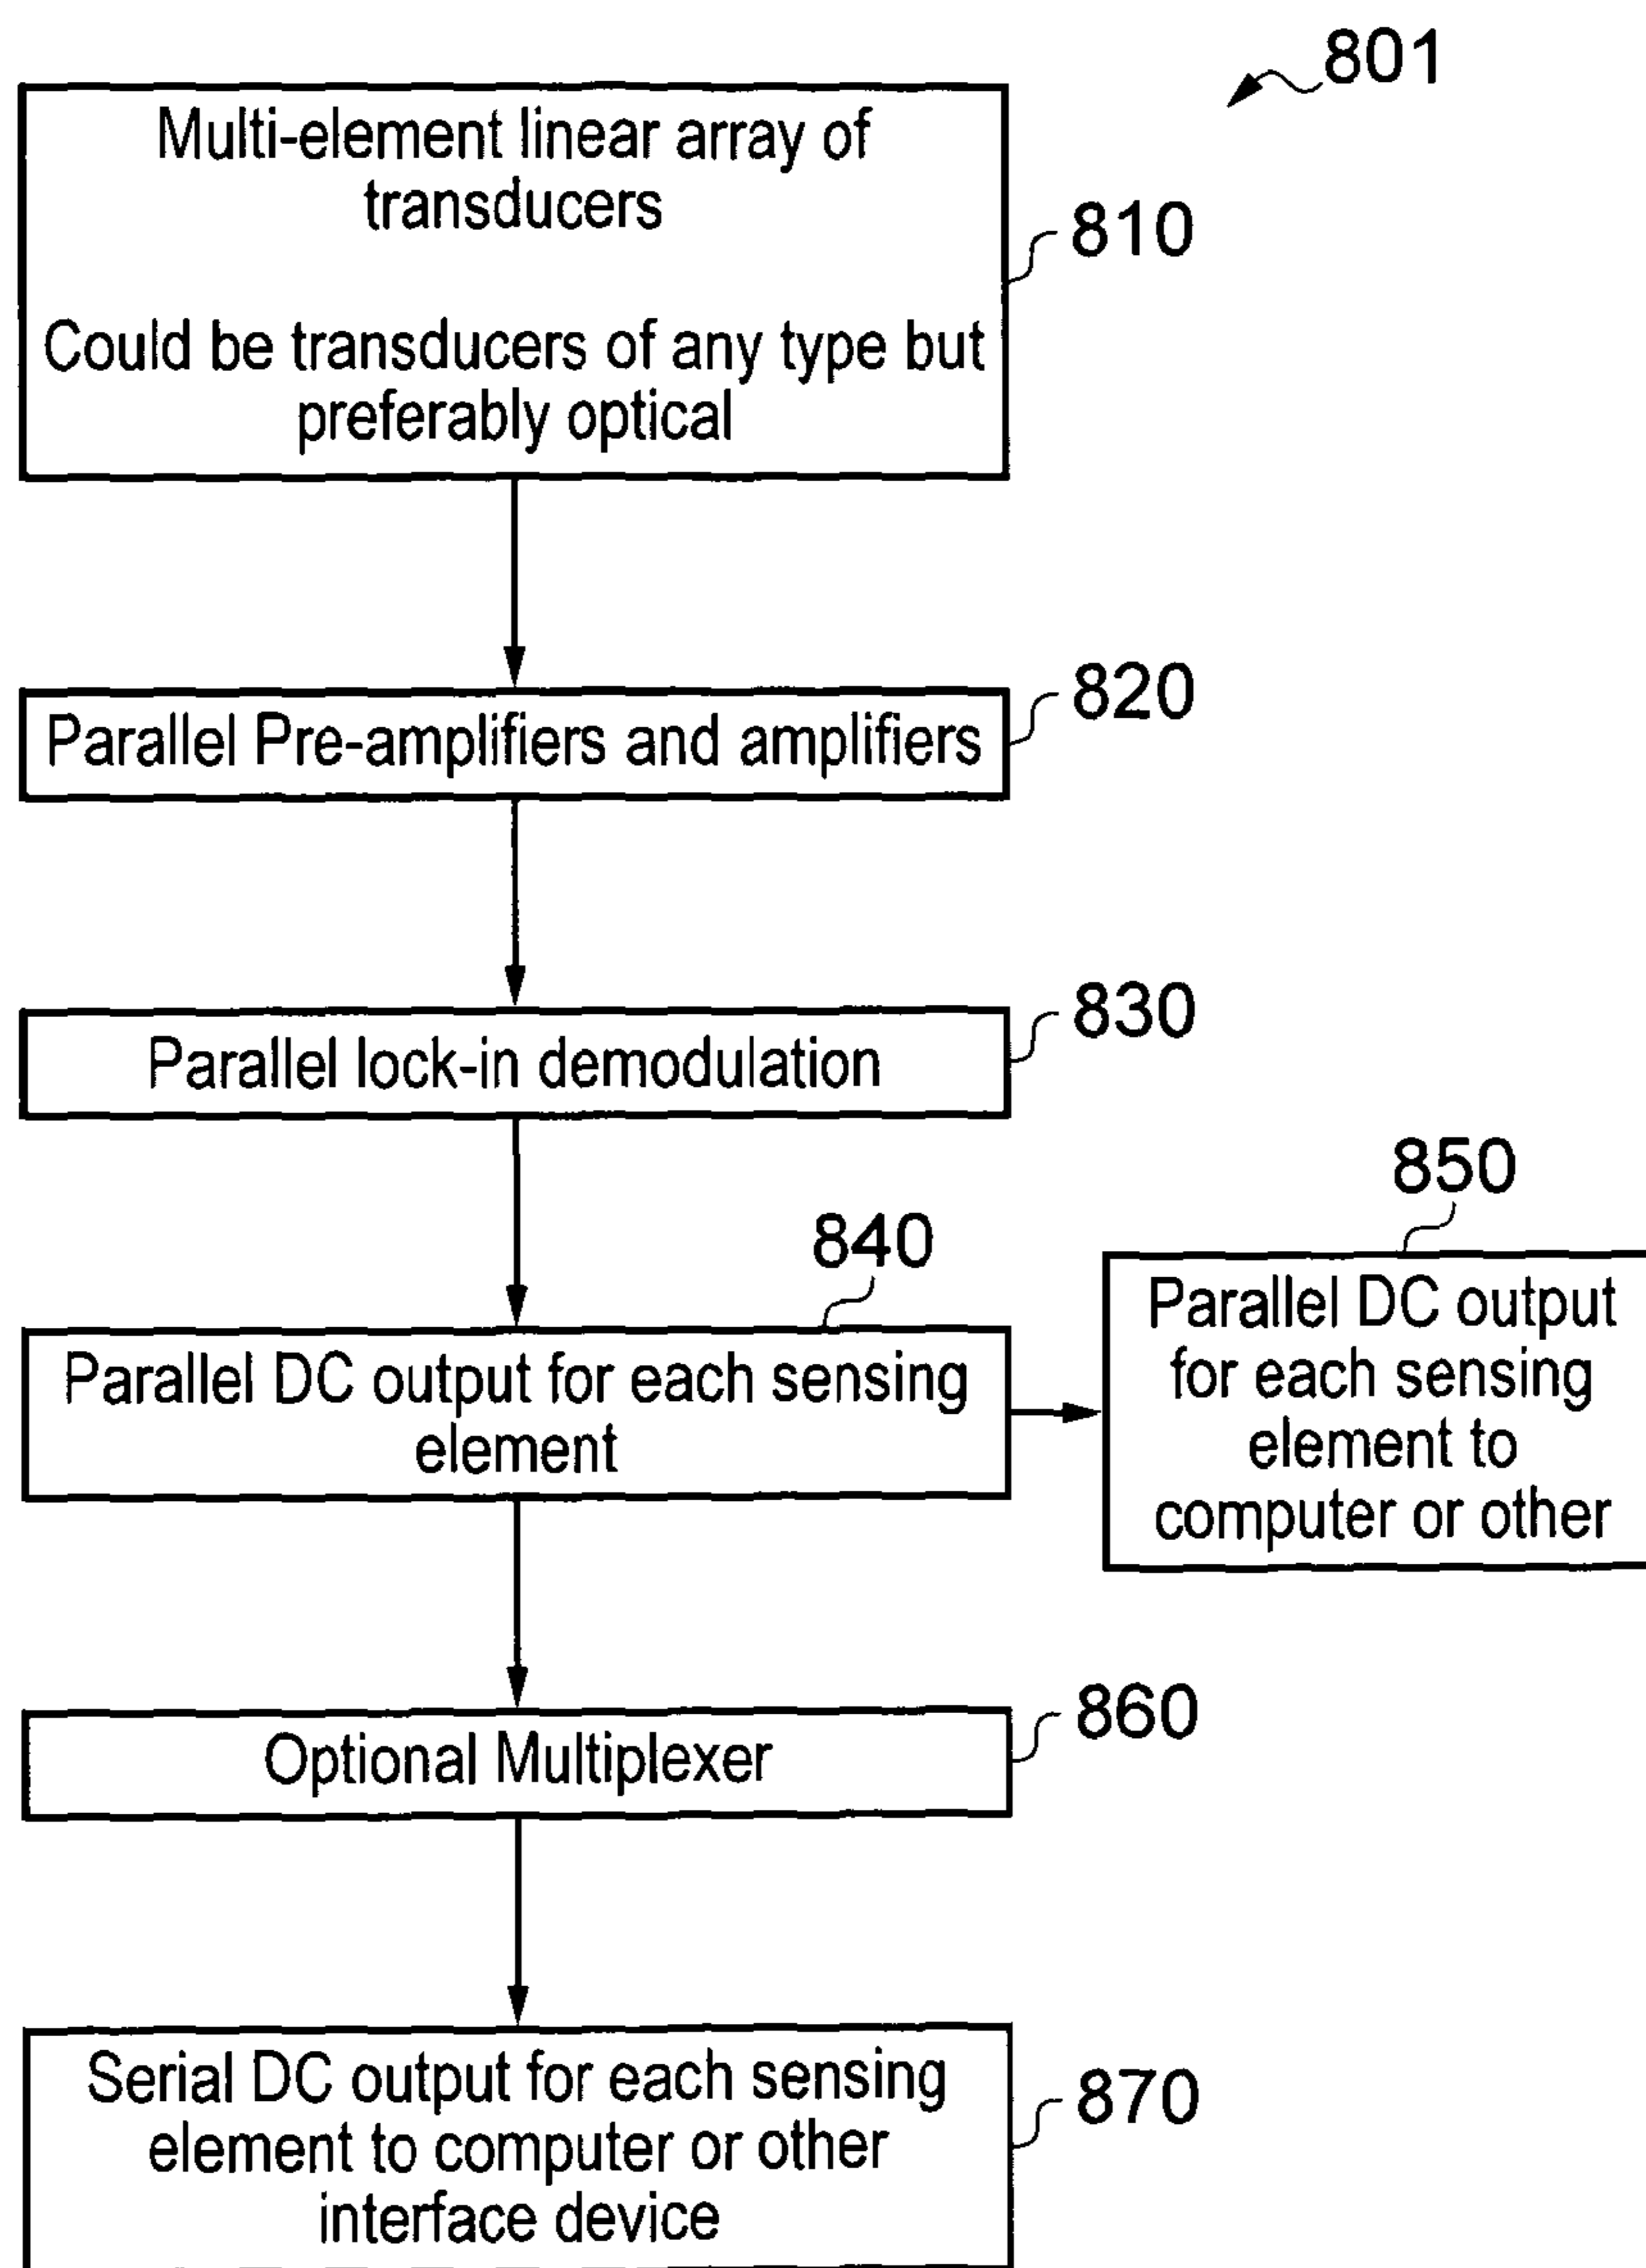 801
Multi-element linear array of
transducers
Could be transducers of any type but
preferably optical
810
Parallel Pre-amplifiers and amplifiers
820
Parallel lock-in demodulation
830
840
Parallel DC output for each sensing
element
850
Parallel DC output
for each sensing
element to
computer or other
Optional Multiplexer
860
Serial DC output for each sensing
element to computer or other
interface device
870